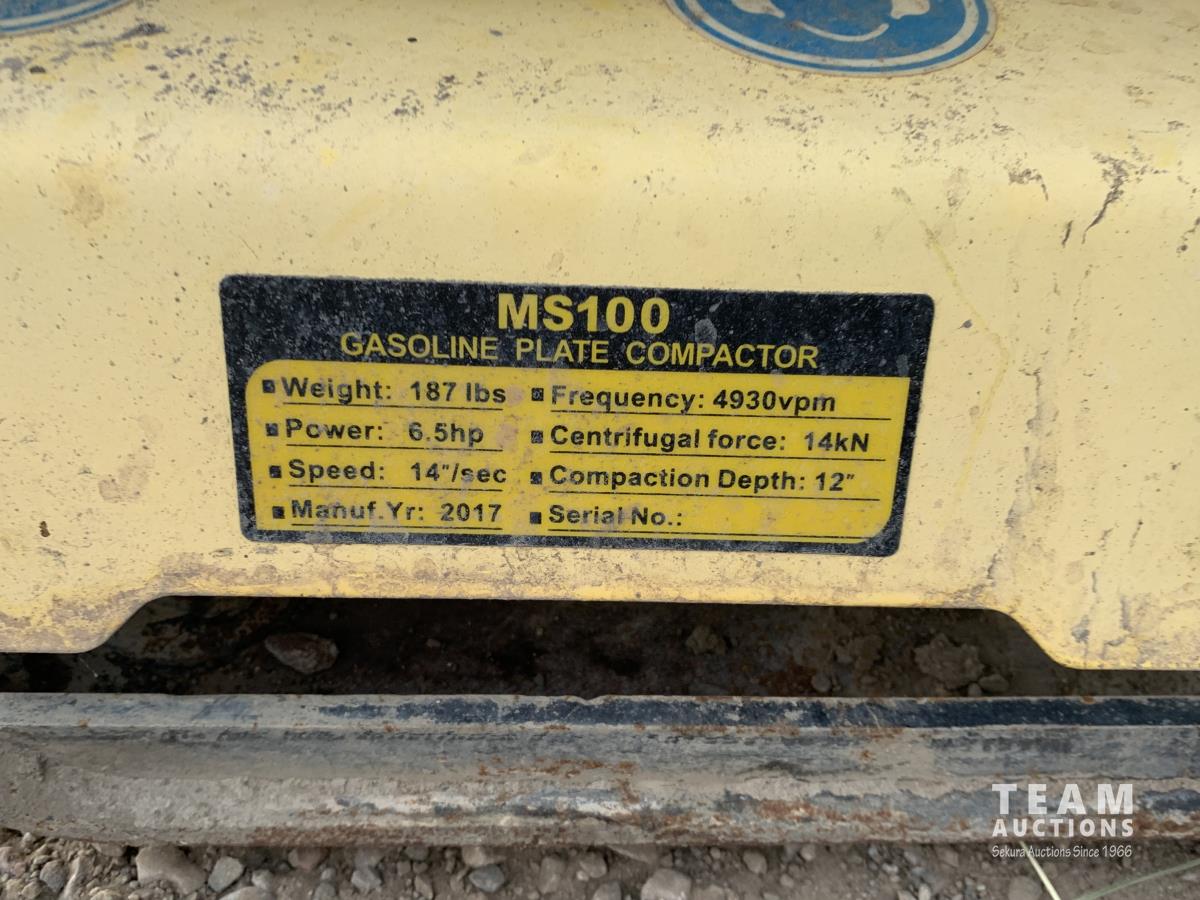 MS100
GASOLINE PLATE COMPACTOR
Weight: 187 lbs
Frequency: 4930vpm
Power: 6.5hp
Centrifugal force: 14kN
Speed: 14"/sec
Compaction Depth: 12"
Manuf.Yr: 2017
Serial No.:
TEAM
AUCTIONS
Sekura Auctions Since 1966